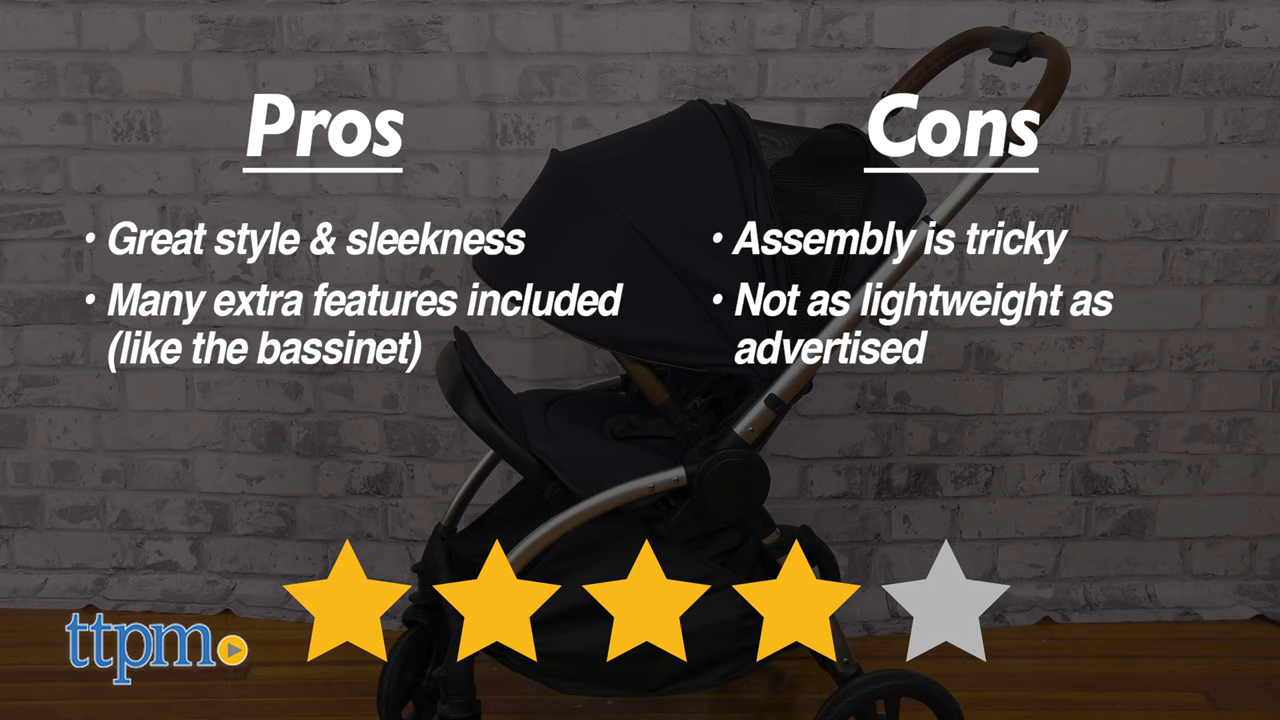 Pros
• Great style & sleekness
• Many extra features included
(like the bassinet)
Cons
• Assembly is tricky
• Not as lightweight as
advertised
ttpm